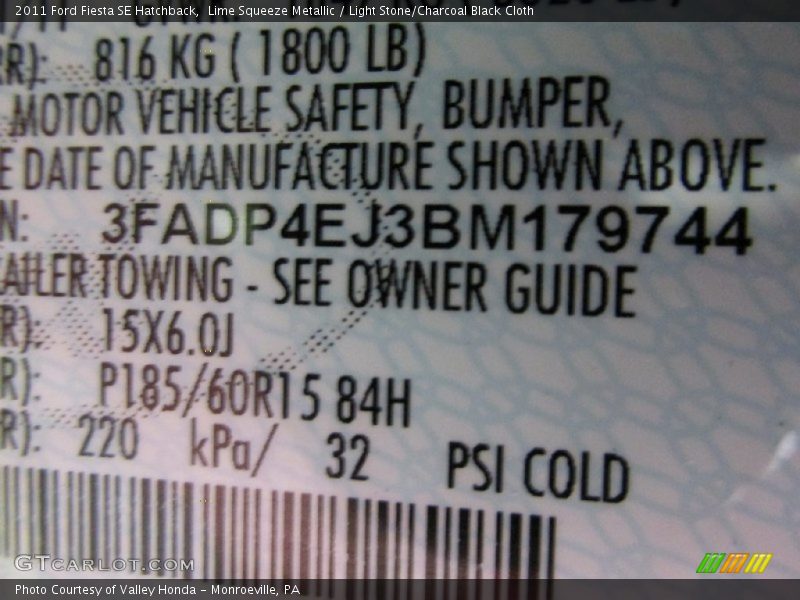 2011 Ford Fiesta SE Hatchback, Lime Squeeze Metallic / Light Stone/Charcoal Black Cloth
RR): 816 KG ( 1800 LB)
MOTOR VEHICLE SAFETY, BUMPER,
E DATE OF MANUFACTURE SHOWN ABOVE.
N: 3FADP4EJ3BM179744
AILER TOWING - SEE OWNER GUIDE
R): 15X6.0J
R): P185/60R15 84H
R): 220 kPa/ 32 PSI COLD
GTCARLOT.COM
Photo Courtesy of Valley Honda - Monroeville, PA